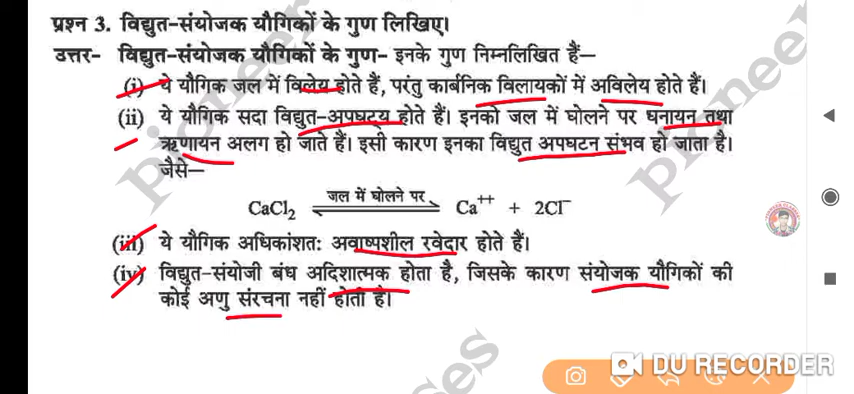 प्रश्न 3. विद्युत-संयोजक यौगिकों के गुण लिखिए।
उत्तर- विद्युत-संयोजक यौगिकों के गुण- इनके गुण निम्नलिखित हैं—
(i) ये यौगिक जल में विलेय होते हैं, परंतु कार्बनिक विलायकों में अविलेय होते हैं।
(ii) ये यौगिक सदा विद्युत-अपघट्य होते हैं। इनको जल में घोलने पर धनायन तथा
ऋणायन अलग हो जाते हैं। इसी कारण इनका विद्युत अपघटन संभव हो जाता है।
जैसे—
जल में घोलने पर
CaCl₂ ⇌ Ca⁺⁺ + 2Cl⁻
(iii) ये यौगिक अधिकांशतः अवाष्पशील रवेदार होते हैं।
(iv) विद्युत-संयोजी बंध अदिशात्मक होता है, जिसके कारण संयोजक यौगिकों की
कोई अणु संरचना नहीं होती है।
DU RECORDER